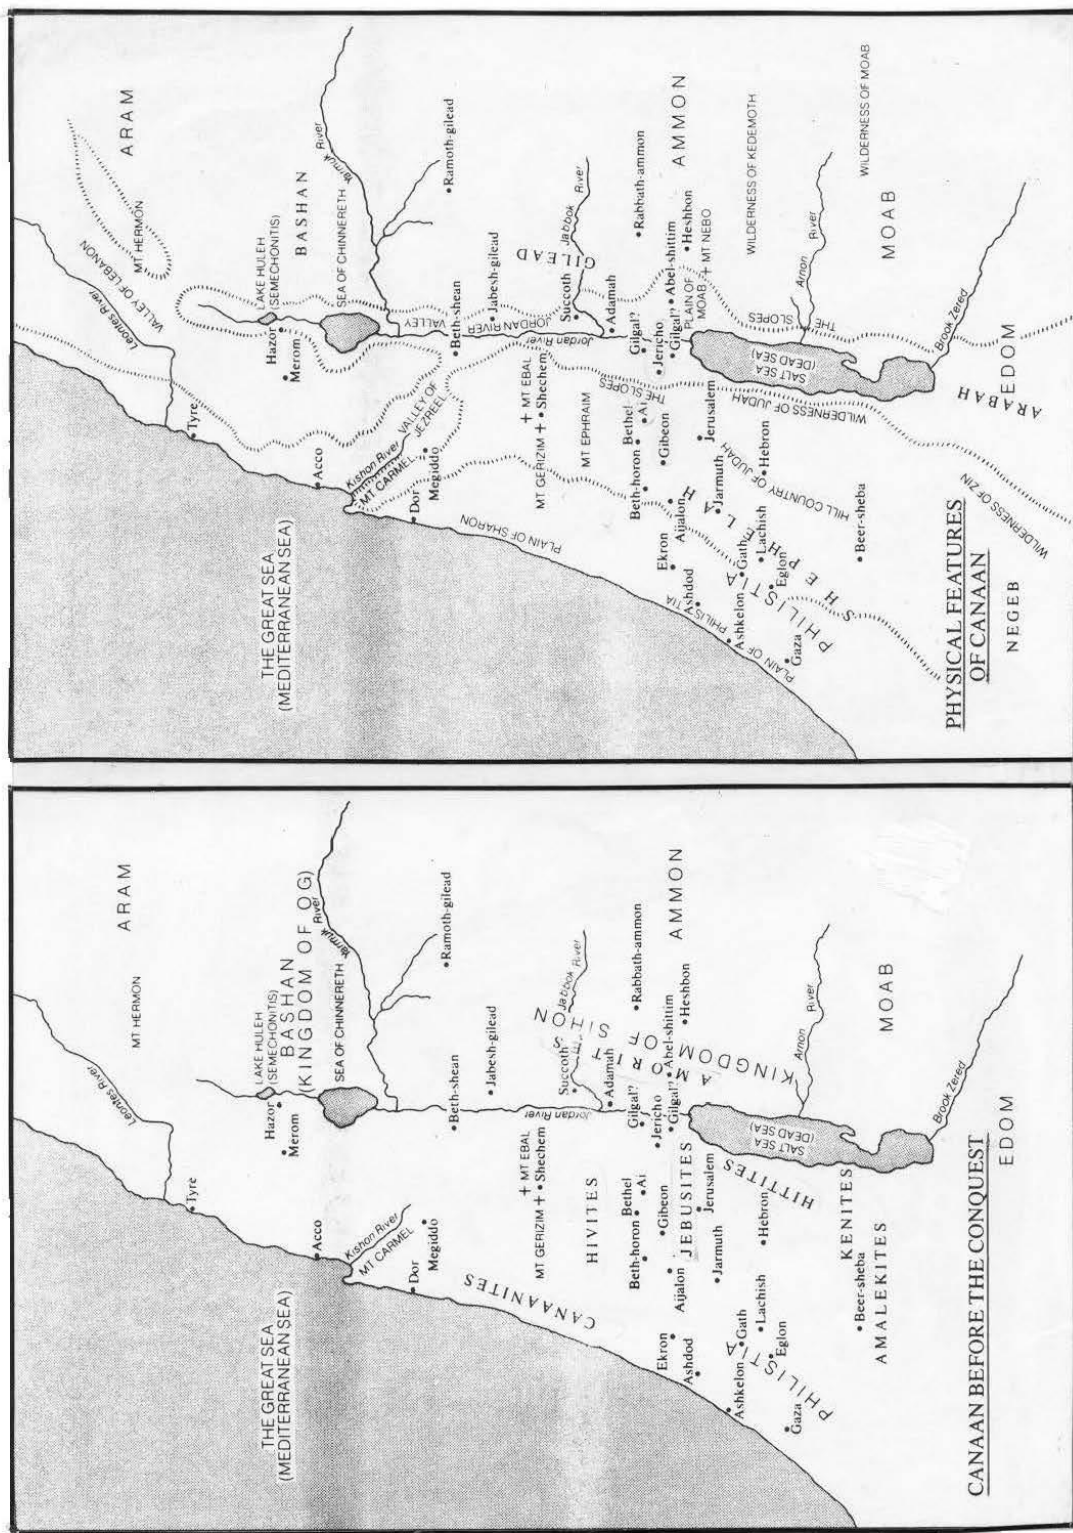 ARAM
MT HERMON
VALLEY OF LEBANON
Leontes River
Tyre
LAKE HULEH
(SEMECHONITIS)
Hazor
Merom
BASHAN
SEA OF CHINNERETH
Yarmuk River
Acco
THE GREAT SEA
(MEDITERRANEAN SEA)
Kishon River
MT CARMEL
VALLEY OF
JEZREEL
Dor
Megiddo
Ramoth-gilead
Beth-shean
Jabesh-gilead
JORDAN RIVER
VALLEY
PLAIN OF SHARON
MT EBAL
MT GERIZIM
Shechem
Jordan River
Succoth
Jabbok River
GILEAD
Adamah
MT EPHRAIM
THE SLOPES
Rabbath-ammon
AMMON
Beth-horon
Bethel
Ai
Gilgal?
Jericho
Gilgal?
Abel-shittim
Heshbon
PLAIN OF
MOAB
MT NEBO
Gibeon
Aijalon
Ekron
Jerusalem
Jarmuth
Ashdod
PLAIN OF PHILISTIA
PHILISTIA
SHEPHELAH
Ashkelon
Gath
Lachish
Eglon
Gaza
HILL COUNTRY OF JUDAH
Hebron
WILDERNESS OF JUDAH
SALT SEA
(DEAD SEA)
WILDERNESS OF KEDEMOTH
THE
SLOPES
Arnon River
WILDERNESS OF MOAB
MOAB
Beer-sheba
Brook Zered
ARABAH
EDOM
WILDERNESS OF ZIN
NEGEB
PHYSICAL FEATURES
OF CANAAN
ARAM
MT HERMON
Leontes River
Tyre
LAKE HULEH
(SEMECHONITIS)
Hazor
Merom
BASHAN
(KINGDOM OF OG)
SEA OF CHINNERETH
Yarmuk River
Acco
THE GREAT SEA
(MEDITERRANEAN SEA)
Kishon River
MT CARMEL
Dor
Megiddo
Ramoth-gilead
Beth-shean
Jabesh-gilead
CANAANITES
MT EBAL
MT GERIZIM
Shechem
Jordan River
Succoth
Jabbok River
Adamah
HIVITES
AMORITES
KINGDOM OF SIHON
Rabbath-ammon
AMMON
Beth-horon
Bethel
Ai
Gilgal?
Jericho
Gilgal?
Abel-shittim
Heshbon
Gibeon
Aijalon
Ekron
JEBUSITES
Jerusalem
Jarmuth
Ashdod
HITTITES
PHILISTIA
Ashkelon
Gath
Lachish
Eglon
Gaza
Hebron
SALT SEA
(DEAD SEA)
Arnon River
MOAB
KENITES
Beer-sheba
AMALEKITES
Brook Zered
EDOM
CANAAN BEFORE THE CONQUEST